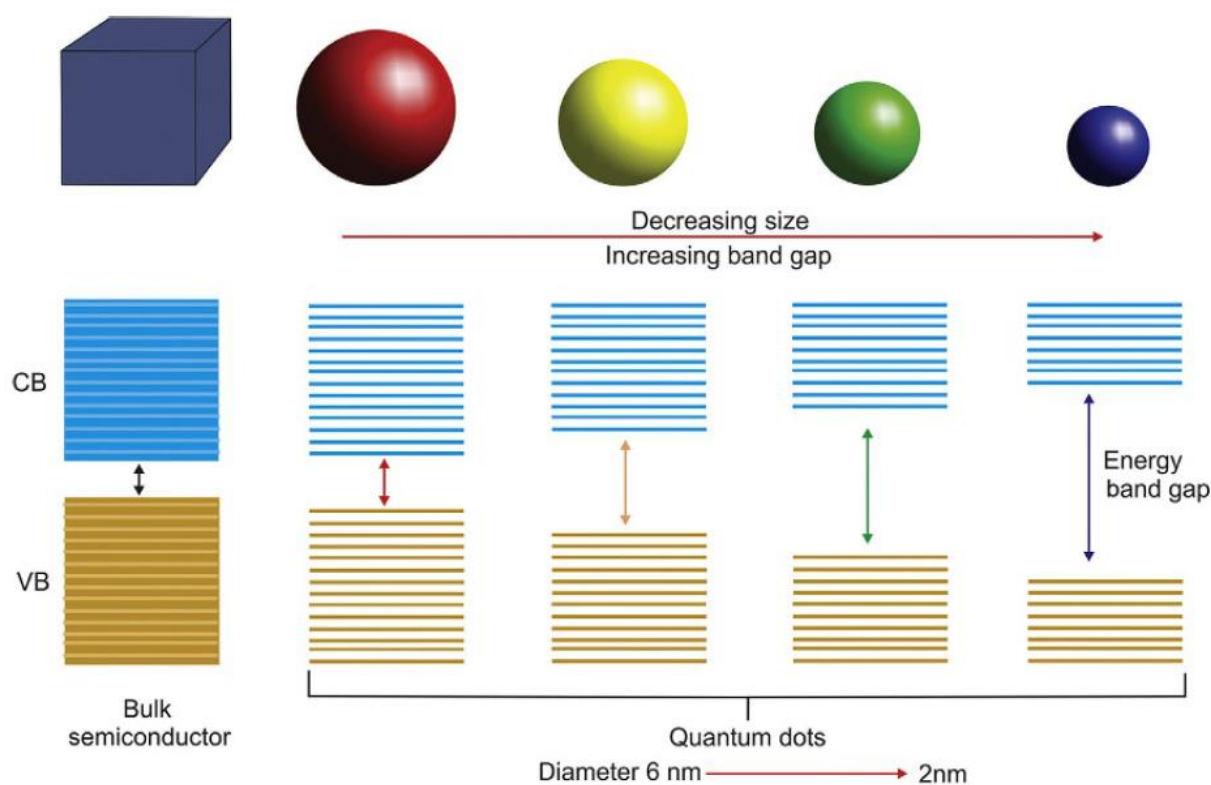 Decreasing size
Increasing band gap
CB
Energy
band gap
VB
Bulk
semiconductor
Quantum dots
Diameter 6 nm 2nm